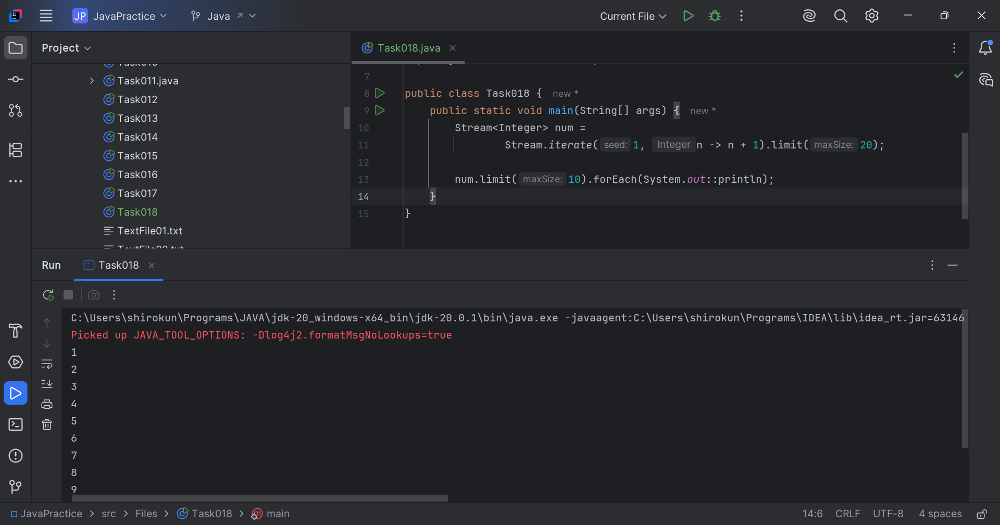 JP JavaPractice Java Current File
Project
Task018.java
Task011.java
Task012
Task013
Task014
Task015
Task016
Task017
Task018
TextFile01.txt
TextFile02.txt
7
8 public class Task018 { new *
9 public static void main(String[] args) { new *
10 Stream<Integer> num =
11 Stream.iterate( seed: 1, Integer n -> n + 1).limit( maxSize: 20);
12
13 num.limit( maxSize: 10).forEach(System.out::println);
14 }
15 }
Run Task018
C:\Users\shirokun\Programs\JAVA\jdk-20_windows-x64_bin\jdk-20.0.1\bin\java.exe -javaagent:C:\Users\shirokun\Programs\IDEA\lib\idea_rt.jar=63146
Picked up JAVA_TOOL_OPTIONS: -Dlog4j2.formatMsgNoLookups=true
1
2
3
4
5
6
7
8
9
JavaPractice > src > Files > Task018 > main 14:6 CRLF UTF-8 4 spaces